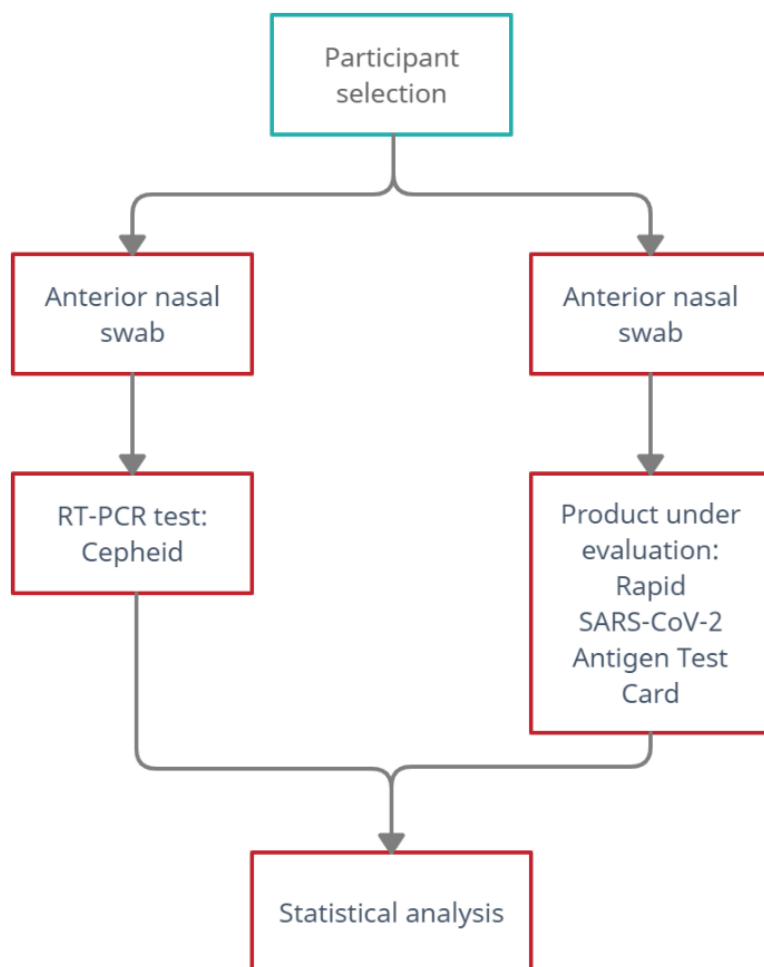 Participant
selection
Anterior nasal
swab
Anterior nasal
swab
RT-PCR test:
Cepheid
Product under
evaluation:
Rapid
SARS-CoV-2
Antigen Test
Card
Statistical analysis